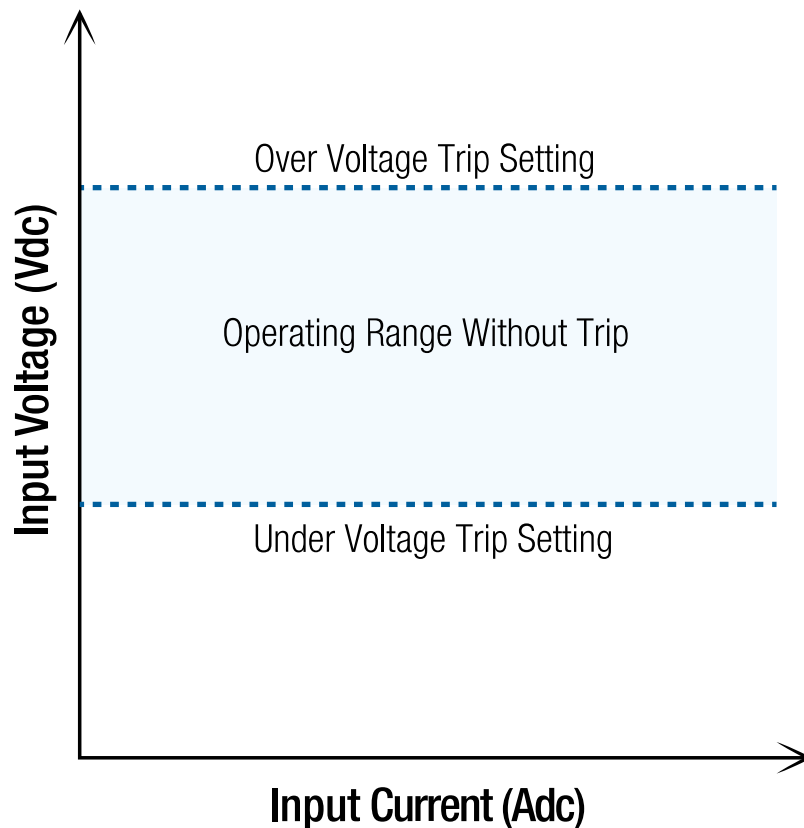 Over Voltage Trip Setting
Input Voltage (Vdc)
Operating Range Without Trip
Under Voltage Trip Setting
Input Current (Adc)